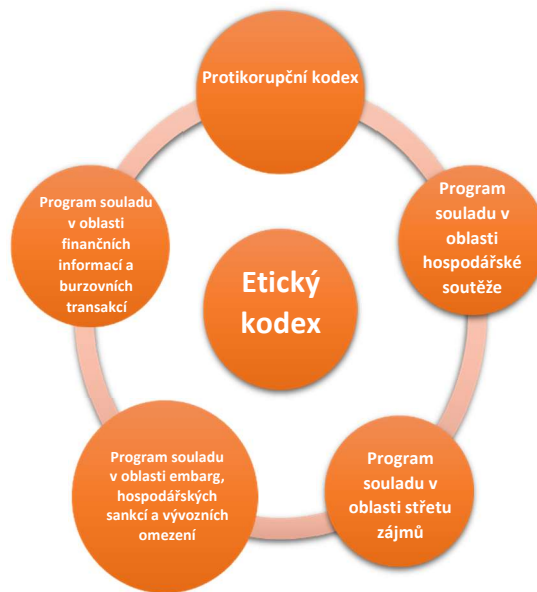 Protikorupční kodex
Program souladu
v oblasti
finančních
informací a
burzovních
transakcí
Program
souladu v
oblasti
hospodářské
soutěže
Etický
kodex
Program souladu
v oblasti embarg,
hospodářských
sankcí a vývozních
omezení
Program
souladu v
oblasti střetu
zájmů